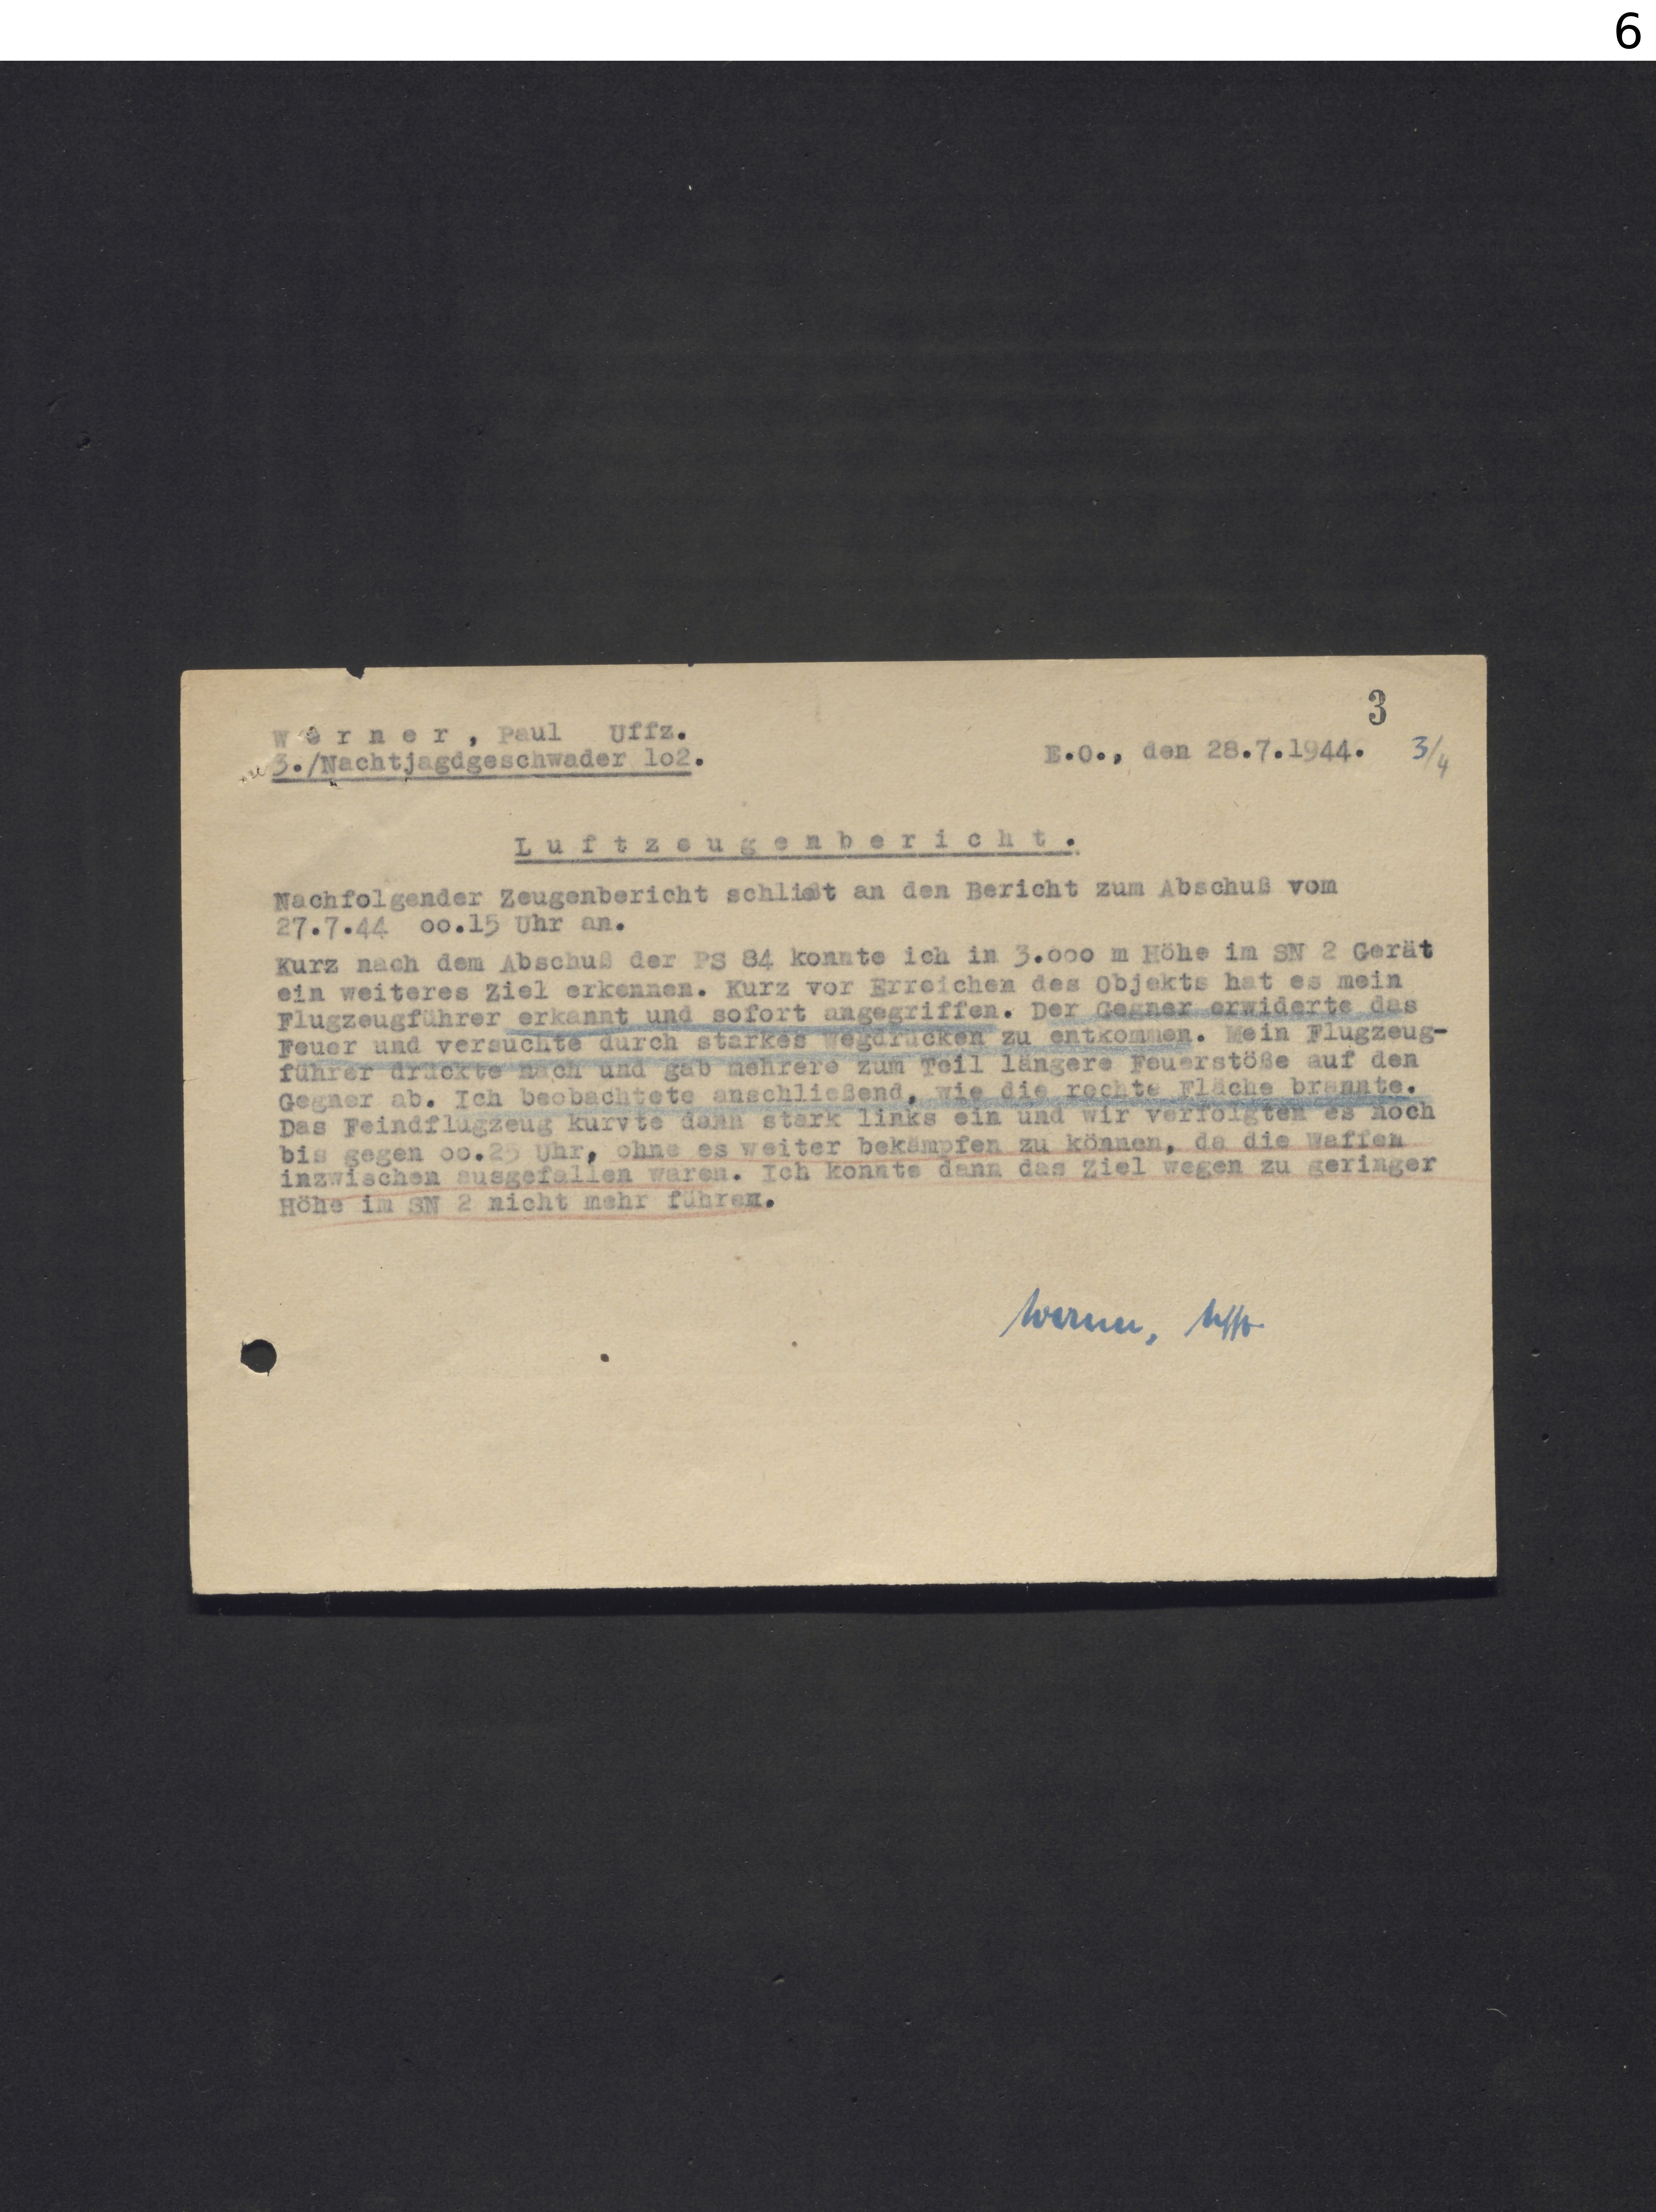 6
3
W e r n e r , Paul Uffz.
3./Nachtjagdgeschwader 1o2.
E.O., den 28.7.1944. 3/4
L u f t z e u g e n b e r i c h t .
Nachfolgender Zeugenbericht schließt an den Bericht zum Abschuß vom
27.7.44 oo.15 Uhr an.
Kurz nach dem Abschuß der PS 84 konnte ich in 3.ooo m Höhe im SN 2 Gerät
ein weiteres Ziel erkennen. Kurz vor Erreichen des Objekts hat es mein
Flugzeugführer erkannt und sofort angegriffen. Der Gegner erwiderte das
Feuer und versuchte durch starkes Wegdrücken zu entkommen. Mein Flugzeug-
führer drückte nach und gab mehrere zum Teil längere Feuerstöße auf den
Gegner ab. Ich beobachtete anschließend, wie die rechte Fläche brannte.
Das Feindflugzeug kurvte dann stark links ein und wir verfolgten es noch
bis gegen oo.25 Uhr, ohne es weiter bekämpfen zu können, da die Waffen
inzwischen ausgefallen waren. Ich konnte dann das Ziel wegen zu geringer
Höhe im SN 2 nicht mehr führen.
Werner, Uffz